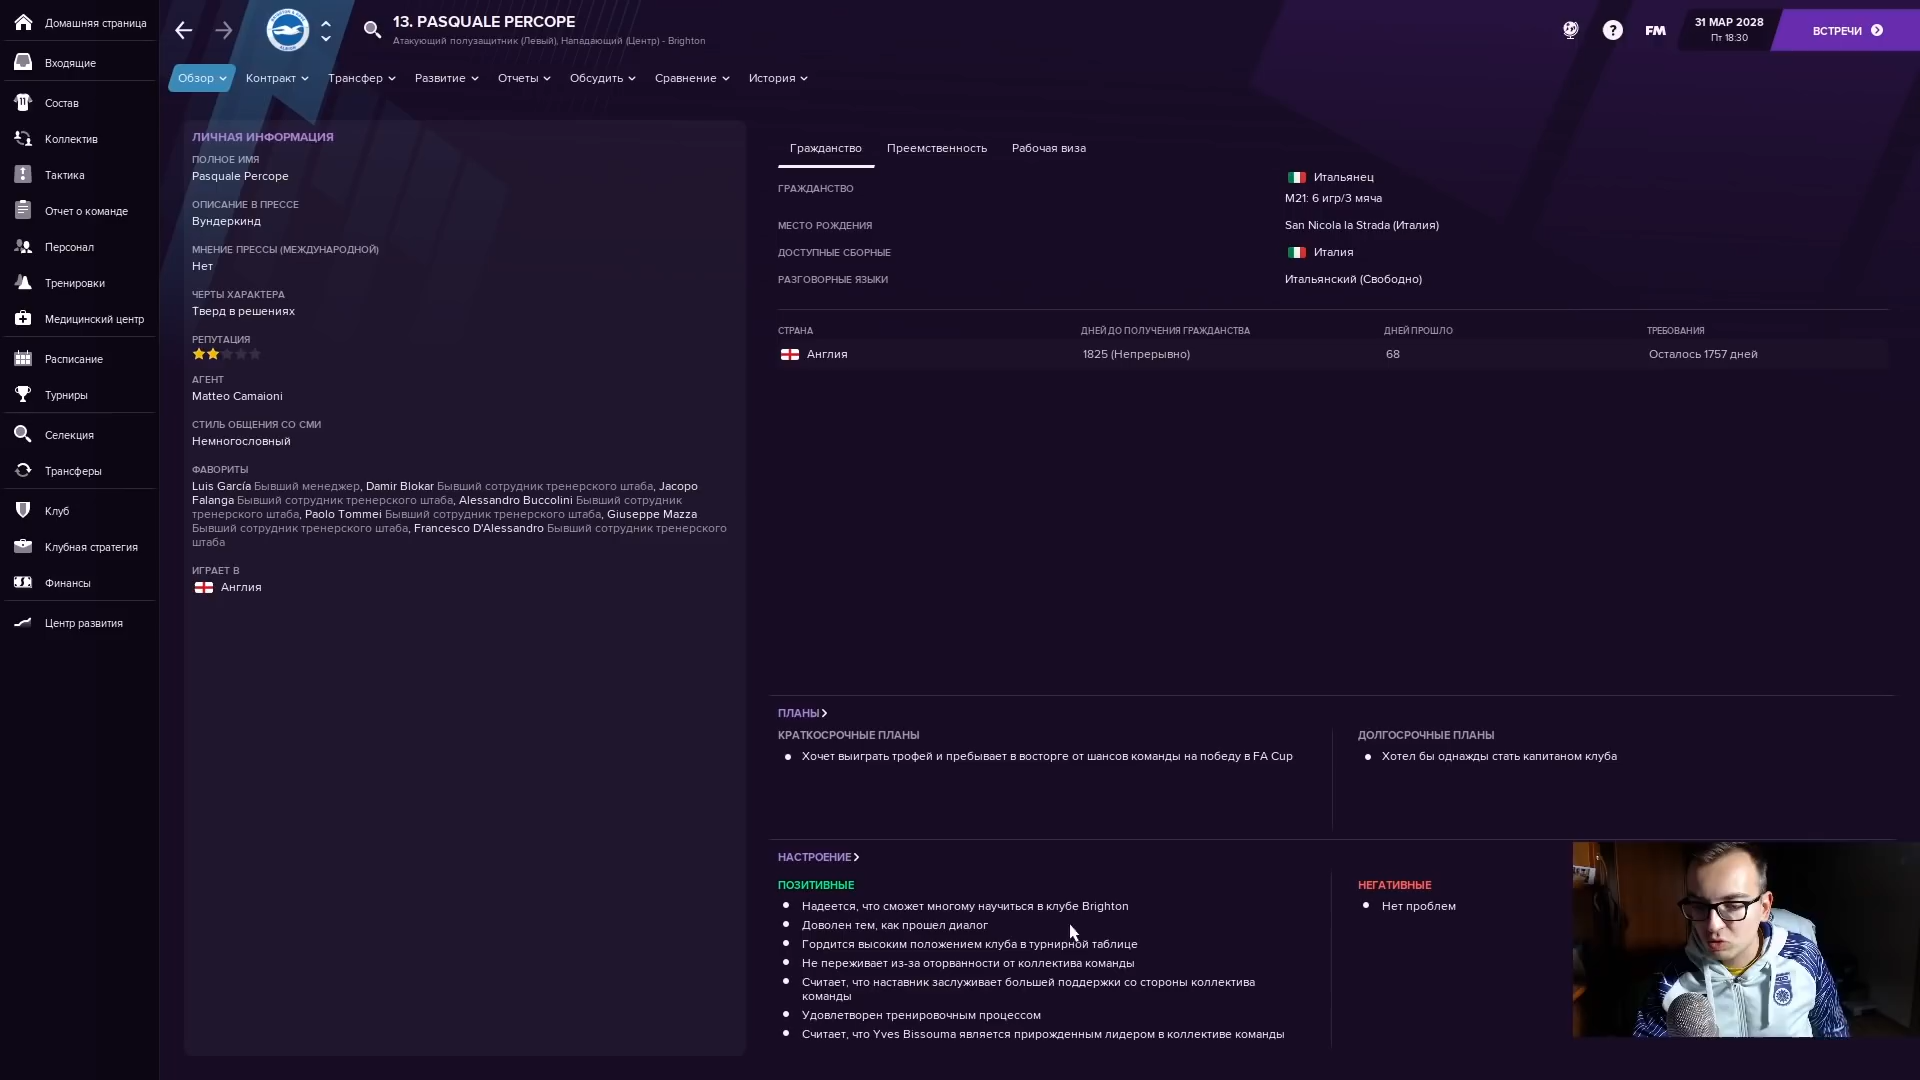 Домашняя страница
Входящие
Состав
Коллектив
Тактика
Отчет о команде
Персонал
Тренировки
Медицинский центр
Расписание
Турниры
Селекция
Трансферы
Клуб
Клубная стратегия
Финансы
Центр развития
13. PASQUALE PERCOPE
Атакующий полузащитник (Левый), Нападающий (Центр) - Brighton
FM
31 МАР 2028
Пт 18:30
ВСТРЕЧИ
Обзор Контракт Трансфер Развитие Отчеты Обсудить Сравнение История
ЛИЧНАЯ ИНФОРМАЦИЯ
ПОЛНОЕ ИМЯ
Pasquale Percope
ОПИСАНИЕ В ПРЕССЕ
Вундеркинд
МНЕНИЕ ПРЕССЫ (МЕЖДУНАРОДНОЙ)
Нет
ЧЕРТЫ ХАРАКТЕРА
Тверд в решениях
РЕПУТАЦИЯ
АГЕНТ
Matteo Camaioni
СТИЛЬ ОБЩЕНИЯ СО СМИ
Немногословный
ФАВОРИТЫ
Luis García Бывший менеджер, Damir Blokar Бывший сотрудник тренерского штаба, Jacopo
Falanga Бывший сотрудник тренерского штаба, Alessandro Buccolini Бывший сотрудник
тренерского штаба, Paolo Tommei Бывший сотрудник тренерского штаба, Giuseppe Mazza
Бывший сотрудник тренерского штаба, Francesco D'Alessandro Бывший сотрудник тренерского
штаба
ИГРАЕТ В
Англия
Гражданство Преемственность Рабочая виза
ГРАЖДАНСТВО Итальянец
М21: 6 игр/3 мяча
МЕСТО РОЖДЕНИЯ San Nicola la Strada (Италия)
ДОСТУПНЫЕ СБОРНЫЕ Италия
РАЗГОВОРНЫЕ ЯЗЫКИ Итальянский (Свободно)
СТРАНА ДНЕЙ ДО ПОЛУЧЕНИЯ ГРАЖДАНСТВА ДНЕЙ ПРОШЛО ТРЕБОВАНИЯ
Англия 1825 (Непрерывно) 68 Осталось 1757 дней
ПЛАНЫ
КРАТКОСРОЧНЫЕ ПЛАНЫ
Хочет выиграть трофей и пребывает в восторге от шансов команды на победу в FA Cup
ДОЛГОСРОЧНЫЕ ПЛАНЫ
Хотел бы однажды стать капитаном клуба
НАСТРОЕНИЕ
ПОЗИТИВНЫЕ
Надеется, что сможет многому научиться в клубе Brighton
Доволен тем, как прошел диалог
Гордится высоким положением клуба в турнирной таблице
Не переживает из-за оторванности от коллектива команды
Считает, что наставник заслуживает большей поддержки со стороны коллектива
команды
Удовлетворен тренировочным процессом
Считает, что Yves Bissouma является прирожденным лидером в коллективе команды
НЕГАТИВНЫЕ
Нет проблем